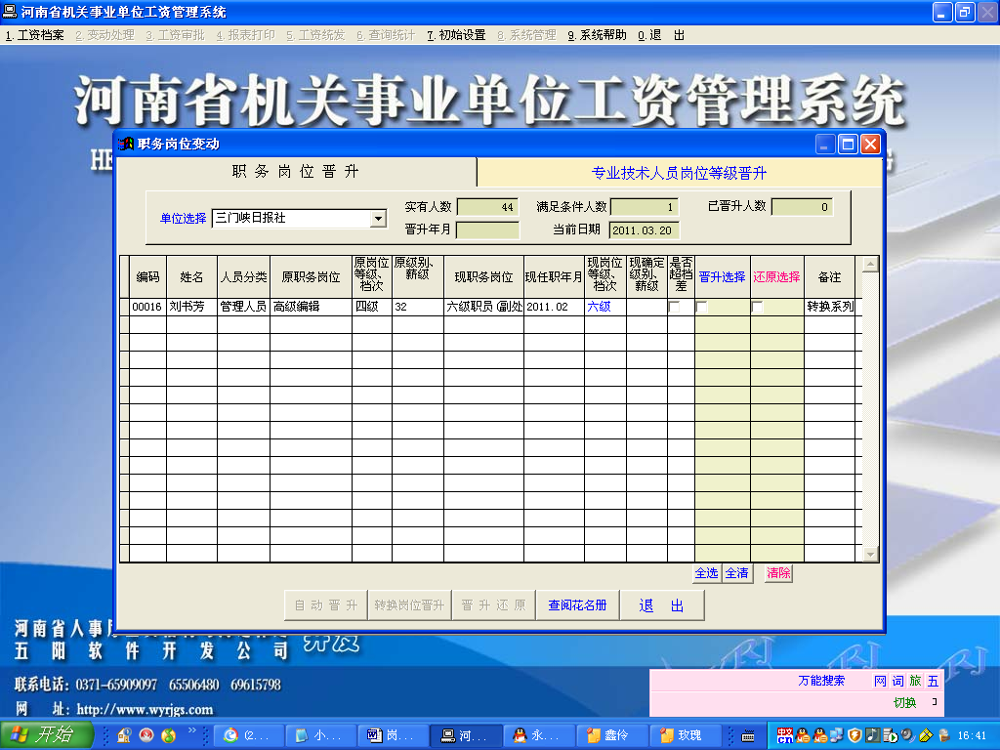 河南省机关事业单位工资管理系统
1.工资档案 2.变动处理 3.工资审批 4.报表打印 5.工资统发 6.查询统计 7.初始设置 8.系统管理 9.系统帮助 0.退 出
河南省机关事业单位工资管理系统
职务岗位变动
职 务 岗 位 晋 升 专业技术人员岗位等级晋升
单位选择 三门峡日报社 实有人数 44 满足条件人数 1 已晋升人数 0
晋升年月 当前日期 2011.03.20
编码 姓名 人员分类 原职务岗位 原岗位等级、档次 原级别、薪级 现职务岗位 现任职年月 现岗位等级、档次 现确定级别、薪级 是否超档差 晋升选择 还原选择 备注
00016 刘书芳 管理人员 高级编辑 四级 32 六级职员(副处 2011.02 六级 转换系列
全选 全清 清除
自 动 晋 升 转换岗位晋升 晋 升 还 原 查阅花名册 退 出
河南省人事
五阳软件开发公司 开发
联系电话: 0371-65909097 65506480 69615798
网 址: http://www.wyrjgs.com
万能搜索 网 词 旅 五
切换
开始 (2... 小... 岗... 河... 永... 鑫伶 玫瑰 16:41